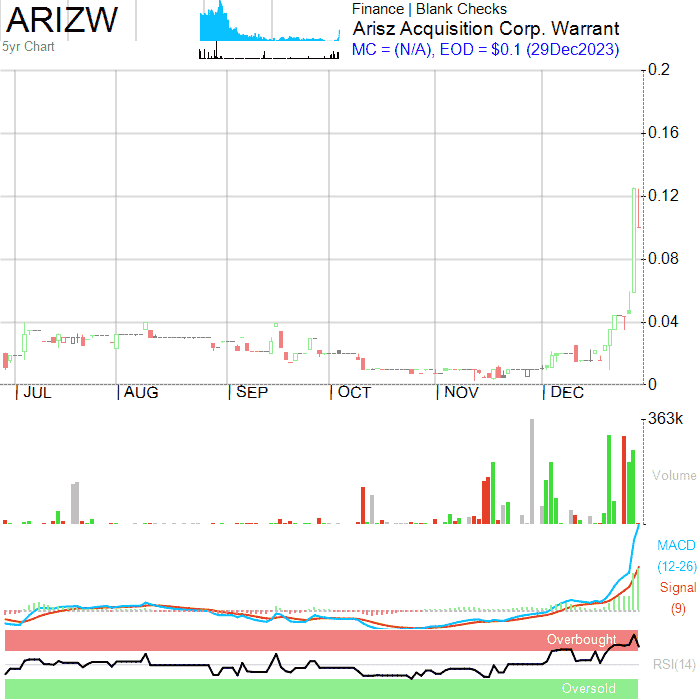 ARIZW
5yr Chart
Finance | Blank Checks
Arisz Acquisition Corp. Warrant
MC = (N/A), EOD = $0.1 (29Dec2023)
0.2
0.16
0.12
0.08
0.04
0
JUL AUG SEP OCT NOV DEC
363k
Volume
MACD
(12-26)
Signal
(9)
Overbought
RSI(14)
Oversold